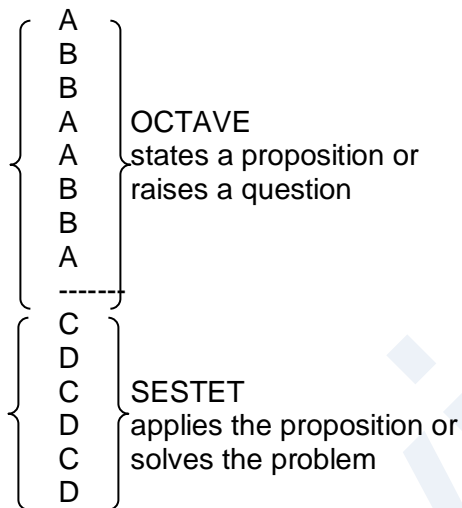 A
B
B
A OCTAVE
A states a proposition or
B raises a question
B
A
-------
C
D
C SESTET
D applies the proposition or
C solves the problem
D